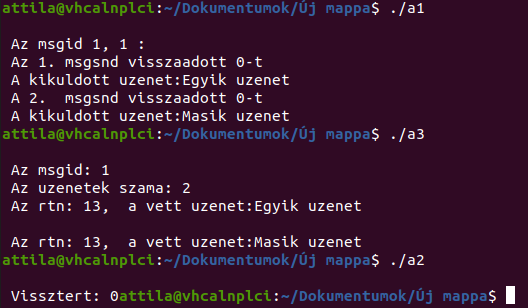 attila@vhcalnplci:~/Dokumentumok/Új mappa$ ./a1
Az msgid 1, 1 :
Az 1. msgsnd visszaadott 0-t
A kikuldott uzenet:Egyik uzenet
A 2.  msgsnd visszaadott 0-t
A kikuldott uzenet:Masik uzenet
attila@vhcalnplci:~/Dokumentumok/Új mappa$ ./a3
Az msgid: 1
Az uzenetek szama: 2
Az rtn: 13,  a vett uzenet:Egyik uzenet
Az rtn: 13,  a vett uzenet:Masik uzenet
attila@vhcalnplci:~/Dokumentumok/Új mappa$ ./a2
Vissztert: 0attila@vhcalnplci:~/Dokumentumok/Új mappa$